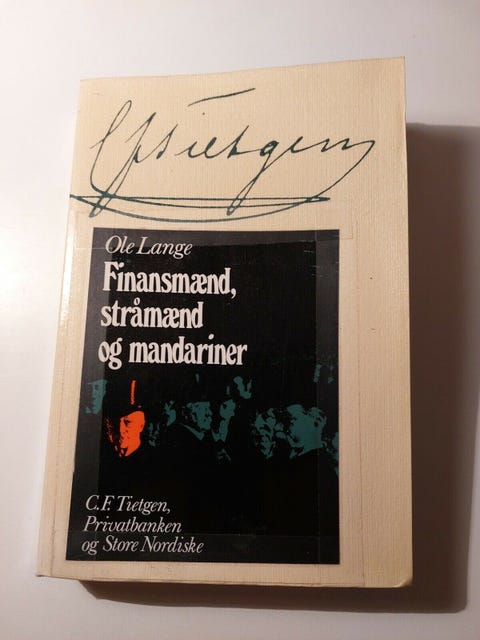 CFTietgen
Ole Lange
Finansmænd,
stråmænd
og mandariner
C.F. Tietgen,
Privatbanken
og Store Nordiske